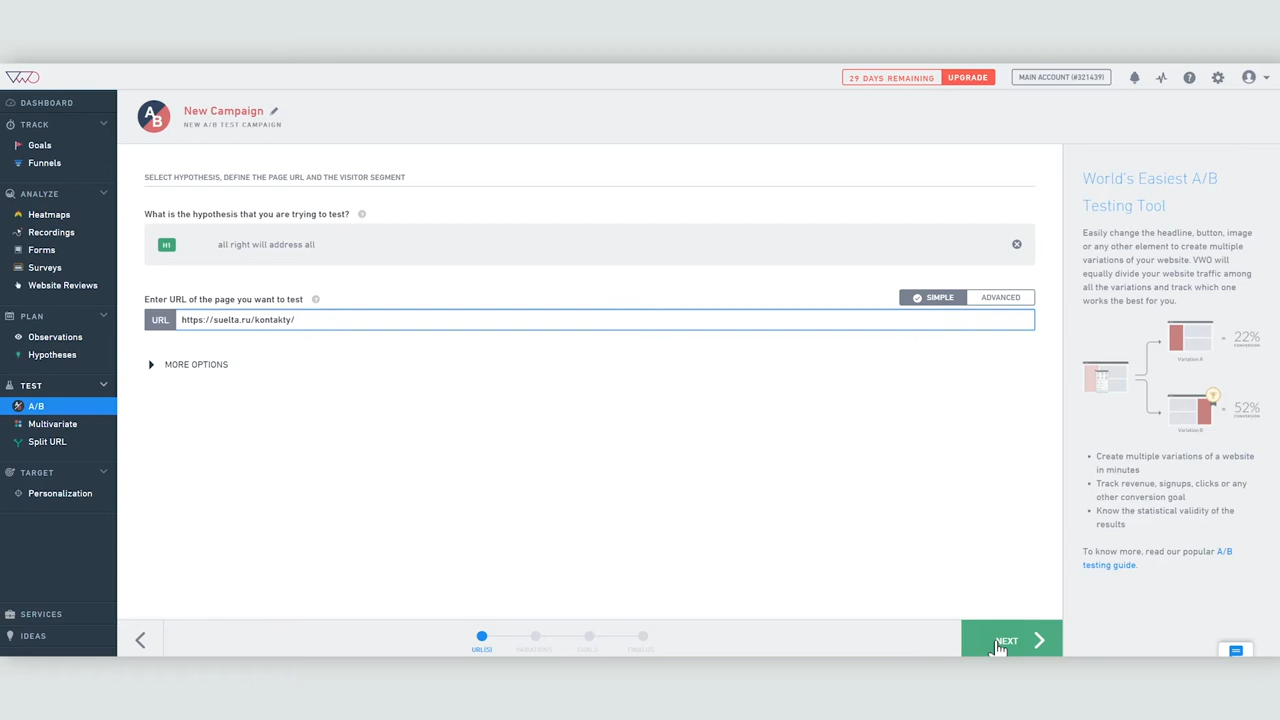 VWO
29 DAYS REMAINING
UPGRADE
MAIN ACCOUNT (#321439)
DASHBOARD
TRACK
Goals
Funnels
ANALYZE
Heatmaps
Recordings
Forms
Surveys
Website Reviews
PLAN
Observations
Hypotheses
TEST
A/B
Multivariate
Split URL
TARGET
Personalization
SERVICES
IDEAS
A
B
New Campaign
NEW A/B TEST CAMPAIGN
SELECT HYPOTHESIS, DEFINE THE PAGE URL AND THE VISITOR SEGMENT
What is the hypothesis that you are trying to test?
H1
all right will address all
Enter URL of the page you want to test
SIMPLE
ADVANCED
URL
https://suelta.ru/kontakty/
MORE OPTIONS
URL(S)
VARIATIONS
GOALS
FINALIZE
NEXT
World's Easiest A/B
Testing Tool
Easily change the headline, button, image
or any other element to create multiple
variations of your website. VWO will
equally divide your website traffic among
all the variations and track which one
works the best for you.
22%
CONVERSION
Variation A
52%
CONVERSION
Variation B
Create multiple variations of a website
in minutes
Track revenue, signups, clicks or any
other conversion goal
Know the statistical validity of the
results
To know more, read our popular A/B
testing guide.